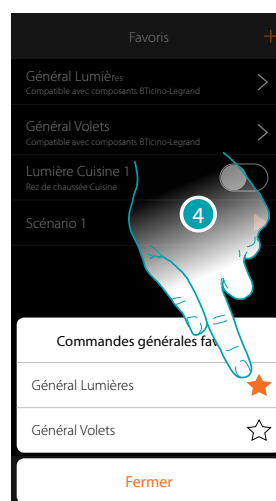 Favoris
Général Lumières
Compatible avec composants BTicino-Legrand
Général Volets
Compatible avec composants BTicino-Legrand
Lumière Cuisine 1
Rez de chaussée Cuisine
Scénario 1
4
Commandes générales fav
Général Lumières
Général Volets
Fermer